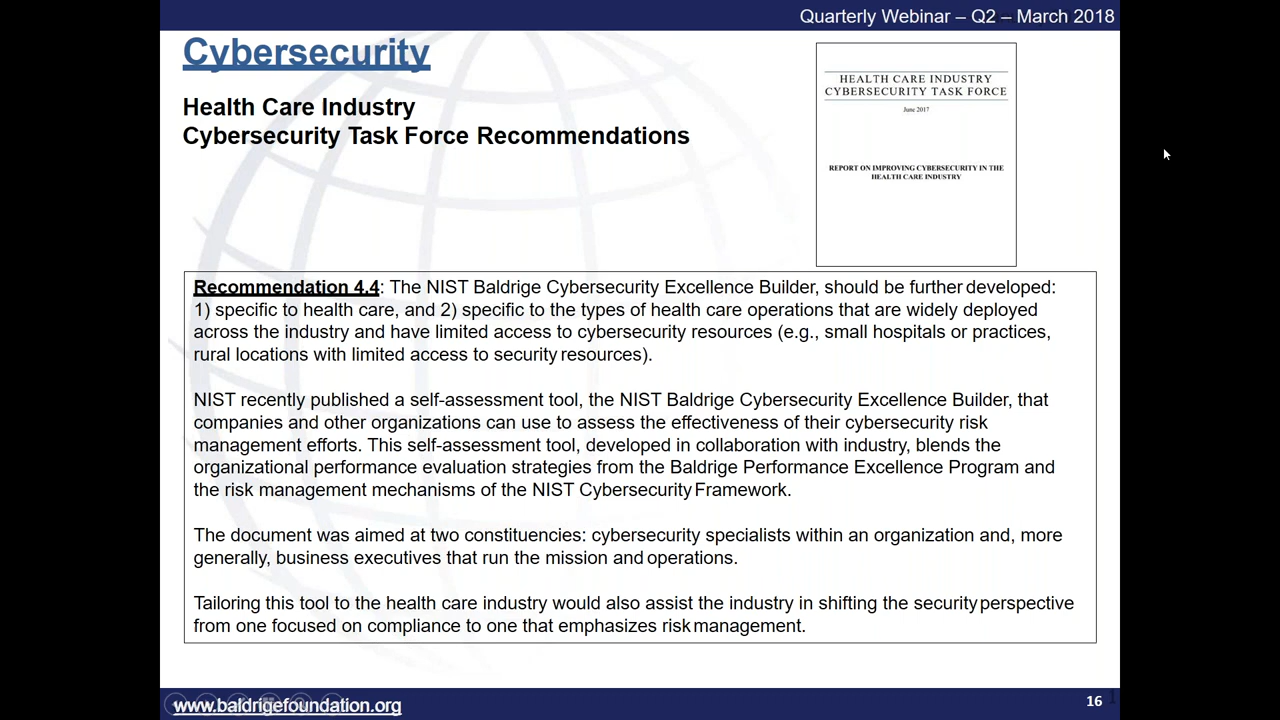 Quarterly Webinar – Q2 – March 2018
Cybersecurity
Health Care Industry
Cybersecurity Task Force Recommendations
HEALTH CARE INDUSTRY
CYBERSECURITY TASK FORCE
June 2017
REPORT ON IMPROVING CYBERSECURITY IN THE
HEALTH CARE INDUSTRY
Recommendation 4.4: The NIST Baldrige Cybersecurity Excellence Builder, should be further developed:
1) specific to health care, and 2) specific to the types of health care operations that are widely deployed
across the industry and have limited access to cybersecurity resources (e.g., small hospitals or practices,
rural locations with limited access to security resources).
NIST recently published a self-assessment tool, the NIST Baldrige Cybersecurity Excellence Builder, that
companies and other organizations can use to assess the effectiveness of their cybersecurity risk
management efforts. This self-assessment tool, developed in collaboration with industry, blends the
organizational performance evaluation strategies from the Baldrige Performance Excellence Program and
the risk management mechanisms of the NIST Cybersecurity Framework.
The document was aimed at two constituencies: cybersecurity specialists within an organization and, more
generally, business executives that run the mission and operations.
Tailoring this tool to the health care industry would also assist the industry in shifting the security perspective
from one focused on compliance to one that emphasizes risk management.
www.baldrigefoundation.org
16
1